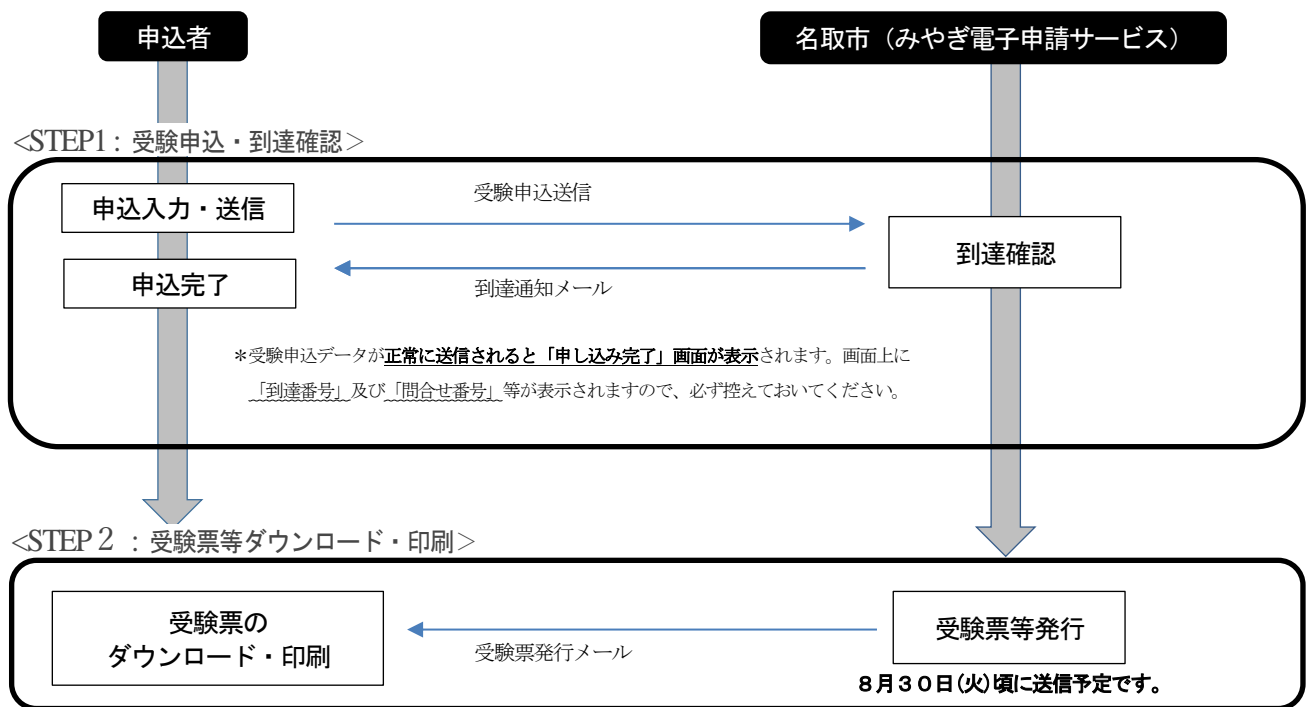 申込者
名取市（みやぎ電子申請サービス）
<STEP1：受験申込・到達確認＞
申込入力・送信
受験申込送信
到達確認
申込完了
到達通知メール
＊受験申込データが正常に送信されると「申し込み完了」画面が表示されます。画面上に
「到達番号」及び「問合せ番号」等が表示されますので、必ず控えておいてください。
<STEP２：受験票等ダウンロード・印刷＞
受験票の
ダウンロード・印刷
受験票発行メール
受験票等発行
８月３０日(火)頃に送信予定です。